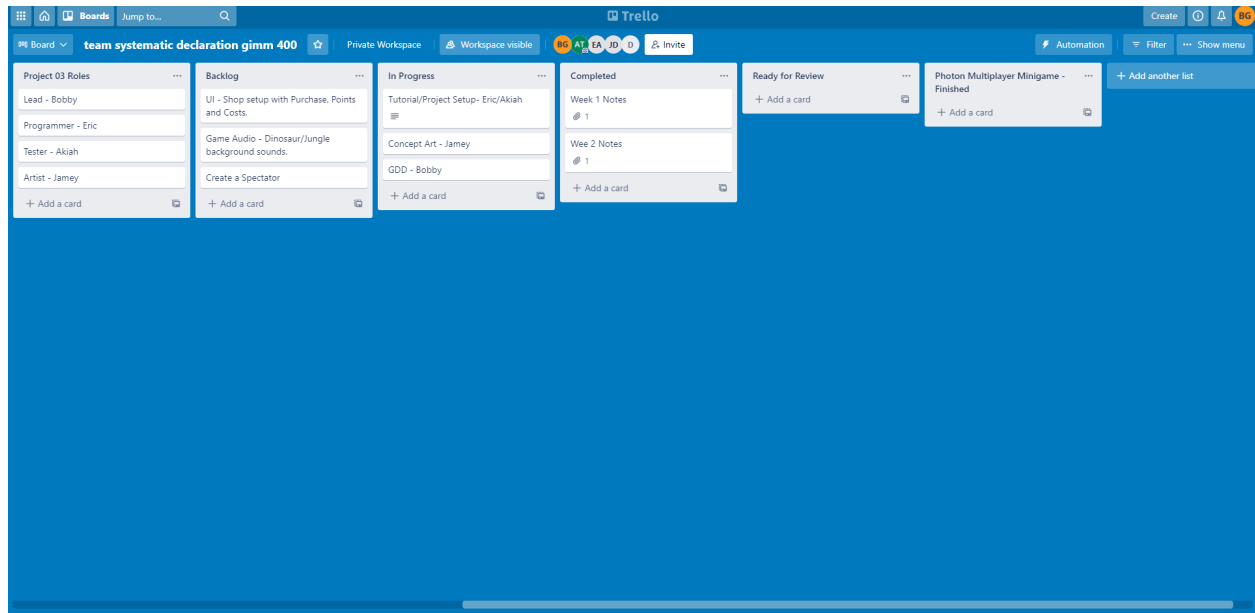 Boards Jump to... Trello Create BG
Board team systematic declaration gimm 400 Private Workspace Workspace visible BG AT EA JD D Invite Automation Filter Show menu
Project 03 Roles
Lead - Bobby
Programmer - Eric
Tester - Akiah
Artist - Jamey
+ Add a card
Backlog
UI - Shop setup with Purchase, Points
and Costs.
Game Audio - Dinosaur/Jungle
background sounds.
Create a Spectator
+ Add a card
In Progress
Tutorial/Project Setup- Eric/Akiah
Concept Art - Jamey
GDD - Bobby
+ Add a card
Completed
Week 1 Notes
1
Wee 2 Notes
1
+ Add a card
Ready for Review
+ Add a card
Photon Multiplayer Minigame -
Finished
+ Add a card
+ Add another list